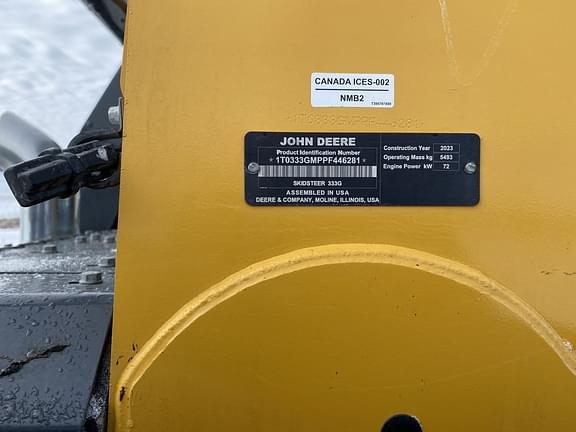 CANADA ICES-002
NMB2
JOHN DEERE
Product Identification Number
*1T0333GMPPF446281*
SKIDSTEER 333G
ASSEMBLED IN USA
DEERE & COMPANY, MOLINE, ILLINOIS, USA
Construction Year 2023
Operating Mass kg 5493
Engine Power kW 72